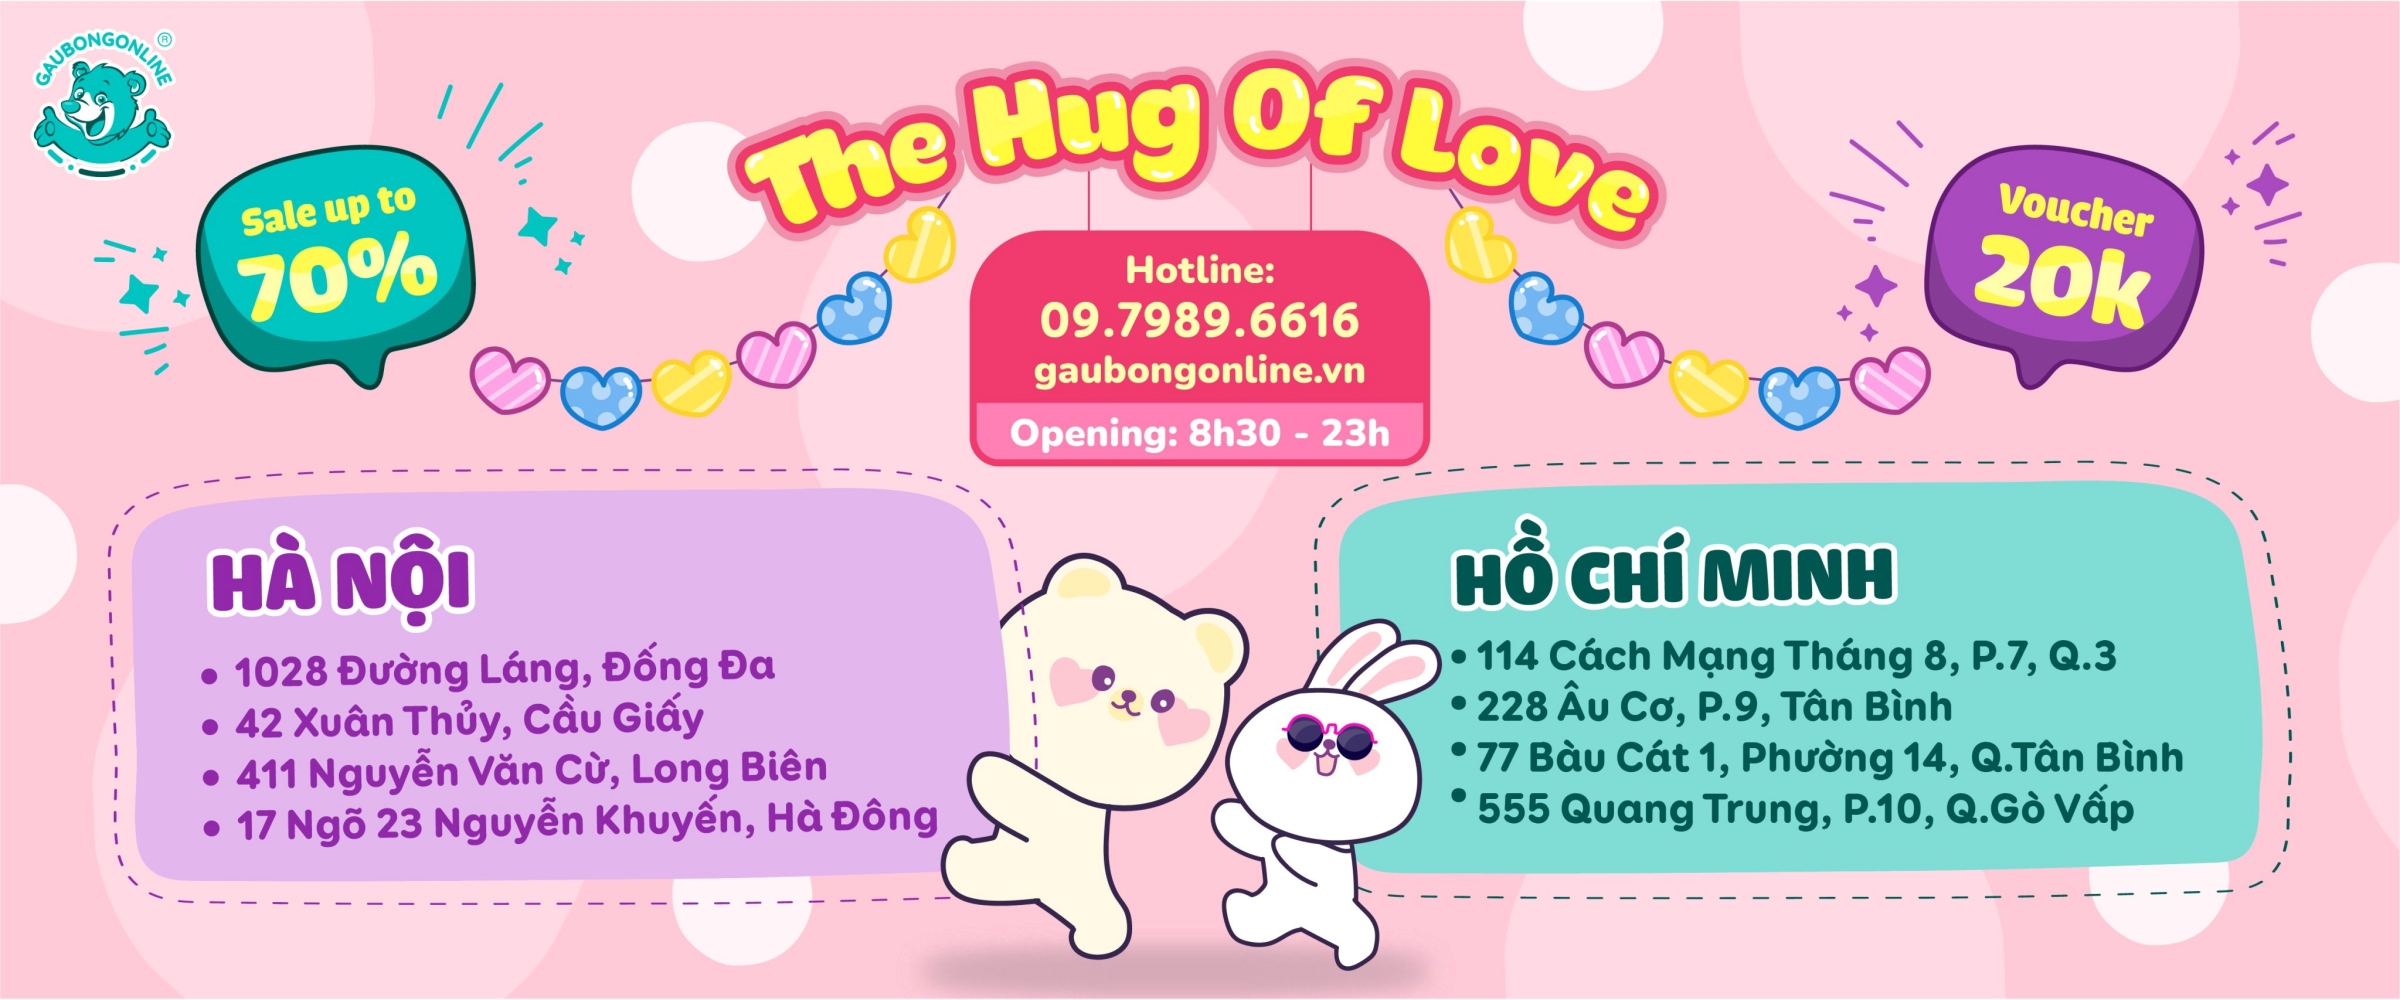 GAUBONGONLINE ®
The Hug Of Love
Sale up to
70%
Hotline:
09.7989.6616
gaubongonline.vn
Opening: 8h30 - 23h
Voucher
20k
HÀ NỘI
• 1028 Đường Láng, Đống Đa
• 42 Xuân Thủy, Cầu Giấy
• 411 Nguyễn Văn Cừ, Long Biên
• 17 Ngõ 23 Nguyễn Khuyến, Hà Đông
HỒ CHÍ MINH
• 114 Cách Mạng Tháng 8, P.7, Q.3
• 228 Âu Cơ, P.9, Tân Bình
• 77 Bàu Cát 1, Phường 14, Q.Tân Bình
• 555 Quang Trung, P.10, Q.Gò Vấp